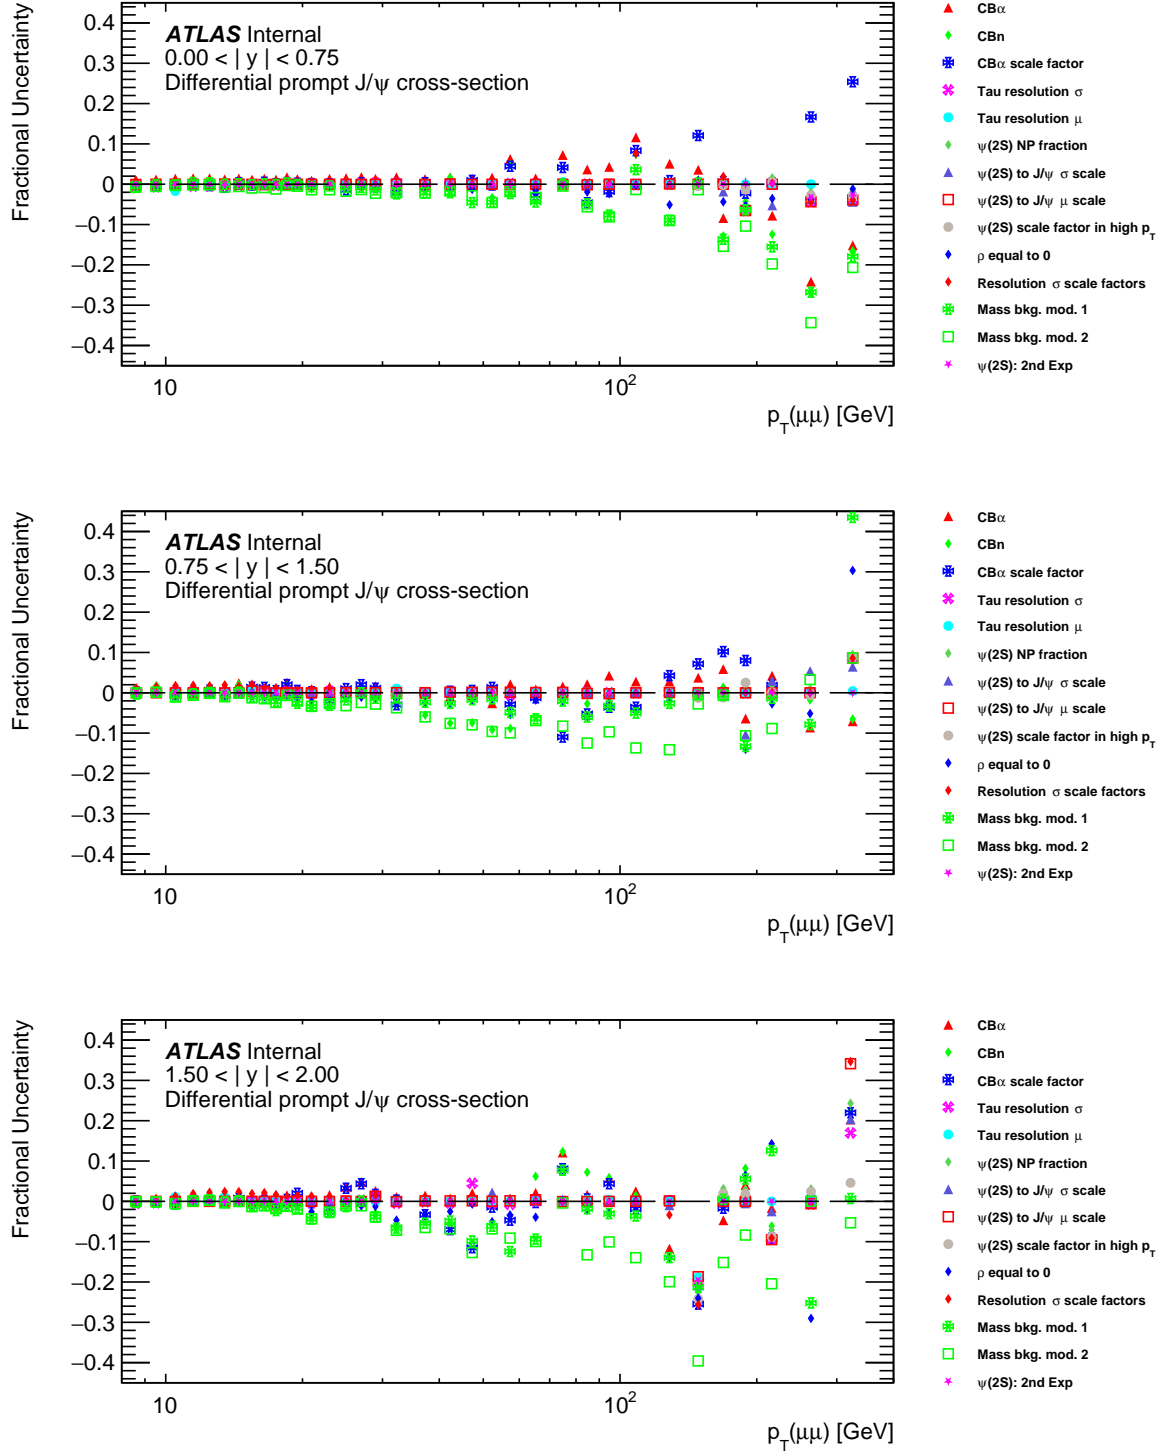 Fractional Uncertainty
0.4
0.3
0.2
0.1
0
−0.1
−0.2
−0.3
−0.4
ATLAS Internal
0.00 < | y | < 0.75
Differential prompt J/ψ cross-section
10
10²
p_T(μμ) [GeV]
CBα
CBn
CBα scale factor
Tau resolution σ
Tau resolution μ
ψ(2S) NP fraction
ψ(2S) to J/ψ σ scale
ψ(2S) to J/ψ μ scale
ψ(2S) scale factor in high p_T
ρ equal to 0
Resolution σ scale factors
Mass bkg. mod. 1
Mass bkg. mod. 2
ψ(2S): 2nd Exp
Fractional Uncertainty
0.4
0.3
0.2
0.1
0
−0.1
−0.2
−0.3
−0.4
ATLAS Internal
0.75 < | y | < 1.50
Differential prompt J/ψ cross-section
10
10²
p_T(μμ) [GeV]
CBα
CBn
CBα scale factor
Tau resolution σ
Tau resolution μ
ψ(2S) NP fraction
ψ(2S) to J/ψ σ scale
ψ(2S) to J/ψ μ scale
ψ(2S) scale factor in high p_T
ρ equal to 0
Resolution σ scale factors
Mass bkg. mod. 1
Mass bkg. mod. 2
ψ(2S): 2nd Exp
Fractional Uncertainty
0.4
0.3
0.2
0.1
0
−0.1
−0.2
−0.3
−0.4
ATLAS Internal
1.50 < | y | < 2.00
Differential prompt J/ψ cross-section
10
10²
p_T(μμ) [GeV]
CBα
CBn
CBα scale factor
Tau resolution σ
Tau resolution μ
ψ(2S) NP fraction
ψ(2S) to J/ψ σ scale
ψ(2S) to J/ψ μ scale
ψ(2S) scale factor in high p_T
ρ equal to 0
Resolution σ scale factors
Mass bkg. mod. 1
Mass bkg. mod. 2
ψ(2S): 2nd Exp